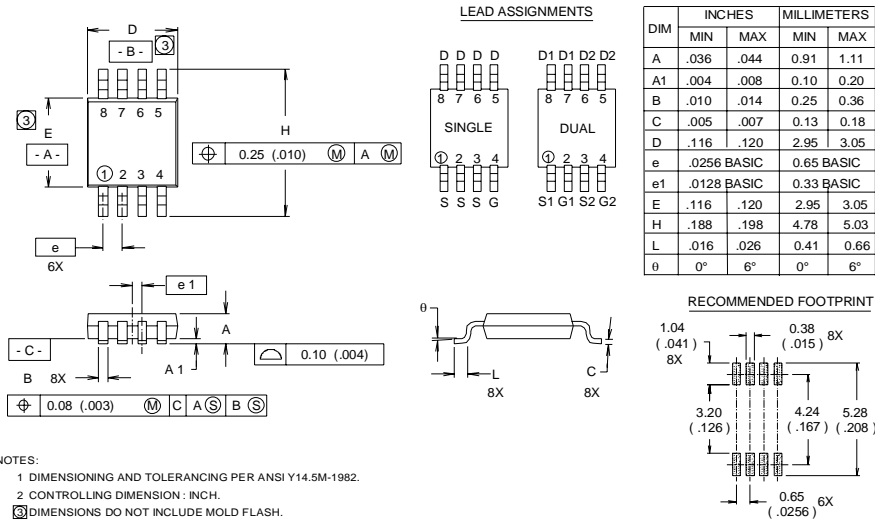 LEAD ASSIGNMENTS
D
- B - 3
8 7 6 5
3
E
- A -
H
0.25 (.010) M A M
1 2 3 4
e
6X
D D D D
8 7 6 5
SINGLE
1 2 3 4
S S S G
D1 D1 D2 D2
8 7 6 5
DUAL
1 2 3 4
S1 G1 S2 G2
DIM INCHES MILLIMETERS
MIN MAX MIN MAX
A .036 .044 0.91 1.11
A1 .004 .008 0.10 0.20
B .010 .014 0.25 0.36
C .005 .007 0.13 0.18
D .116 .120 2.95 3.05
e .0256 BASIC 0.65 BASIC
e1 .0128 BASIC 0.33 BASIC
E .116 .120 2.95 3.05
H .188 .198 4.78 5.03
L .016 .026 0.41 0.66
θ 0° 6° 0° 6°
e 1
A
- C -
A 1
0.10 (.004)
B 8X
0.08 (.003) M C A S B S
θ
L
8X
C
8X
RECOMMENDED FOOTPRINT
1.04
( .041 )
8X
0.38
( .015 ) 8X
3.20
( .126 )
4.24
( .167 )
5.28
( .208 )
0.65
( .0256 ) 6X
NOTES:
1 DIMENSIONING AND TOLERANCING PER ANSI Y14.5M-1982.
2 CONTROLLING DIMENSION : INCH.
3 DIMENSIONS DO NOT INCLUDE MOLD FLASH.